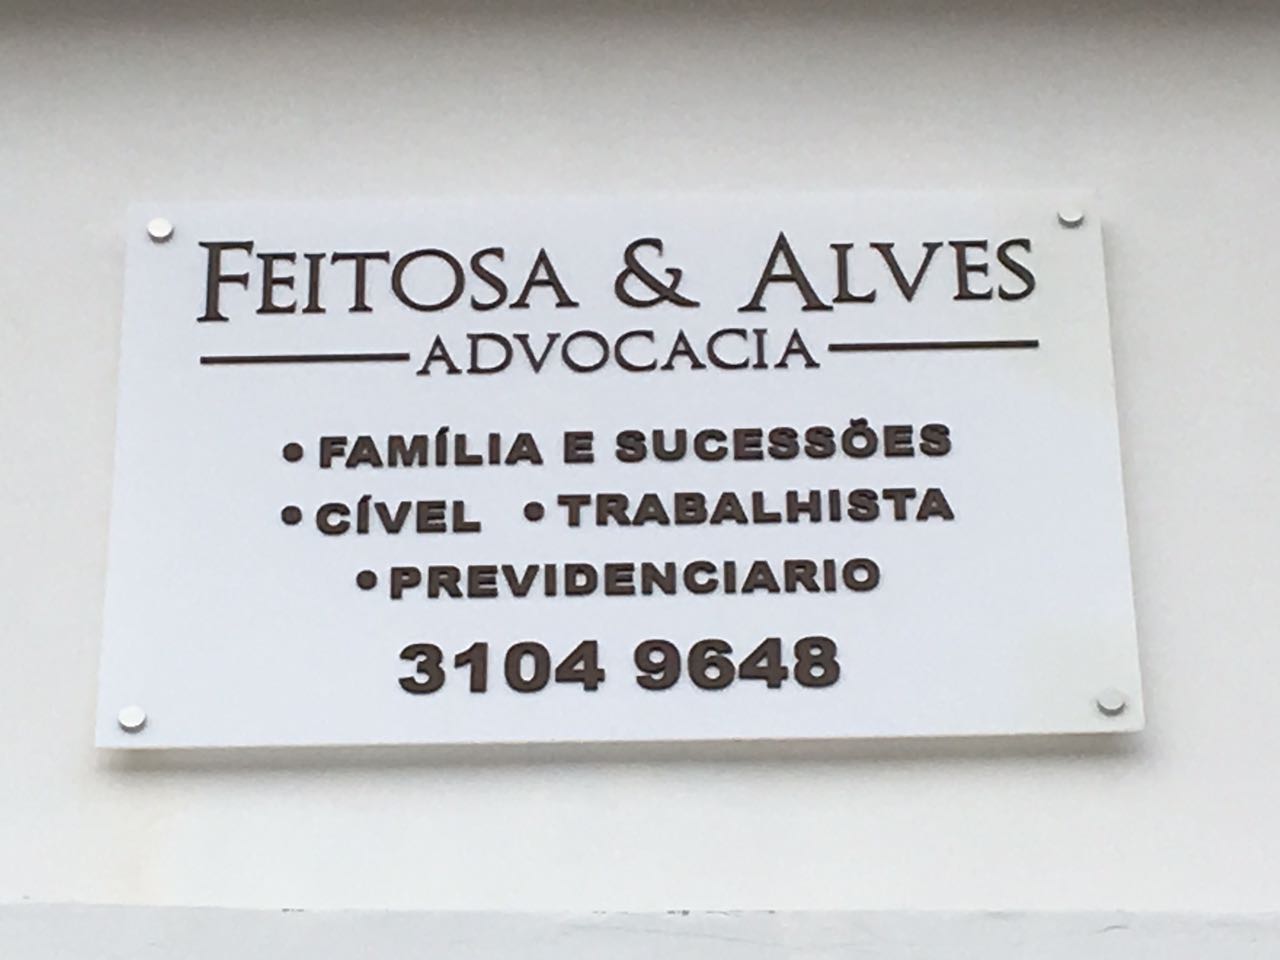 FEITOSA & ALVES
ADVOCACIA
• FAMÍLIA E SUCESSÕES
• CÍVEL • TRABALHISTA
• PREVIDENCIARIO
3104 9648